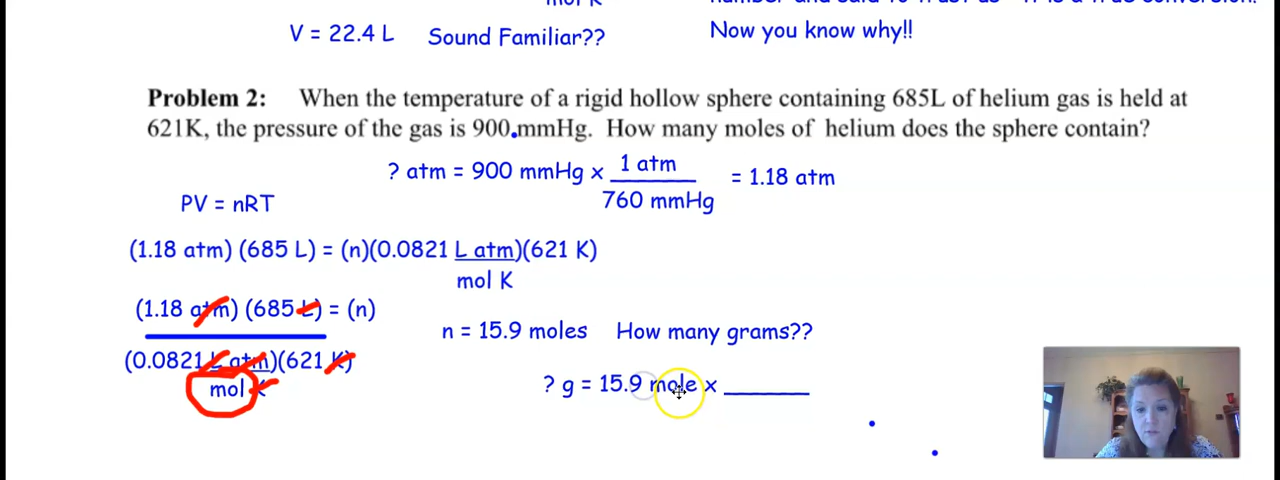 V = 22.4 L Sound Familiar?? Now you know why!!
Problem 2: When the temperature of a rigid hollow sphere containing 685L of helium gas is held at
621K, the pressure of the gas is 900.mmHg. How many moles of helium does the sphere contain?
? atm = 900 mmHg x 1 atm = 1.18 atm
760 mmHg
PV = nRT
(1.18 atm) (685 L) = (n)(0.0821 L atm)(621 K)
mol K
(1.18 atm) (685 L) = (n)
(0.0821 L atm)(621 K)
mol K
n = 15.9 moles How many grams??
? g = 15.9 mole x ______